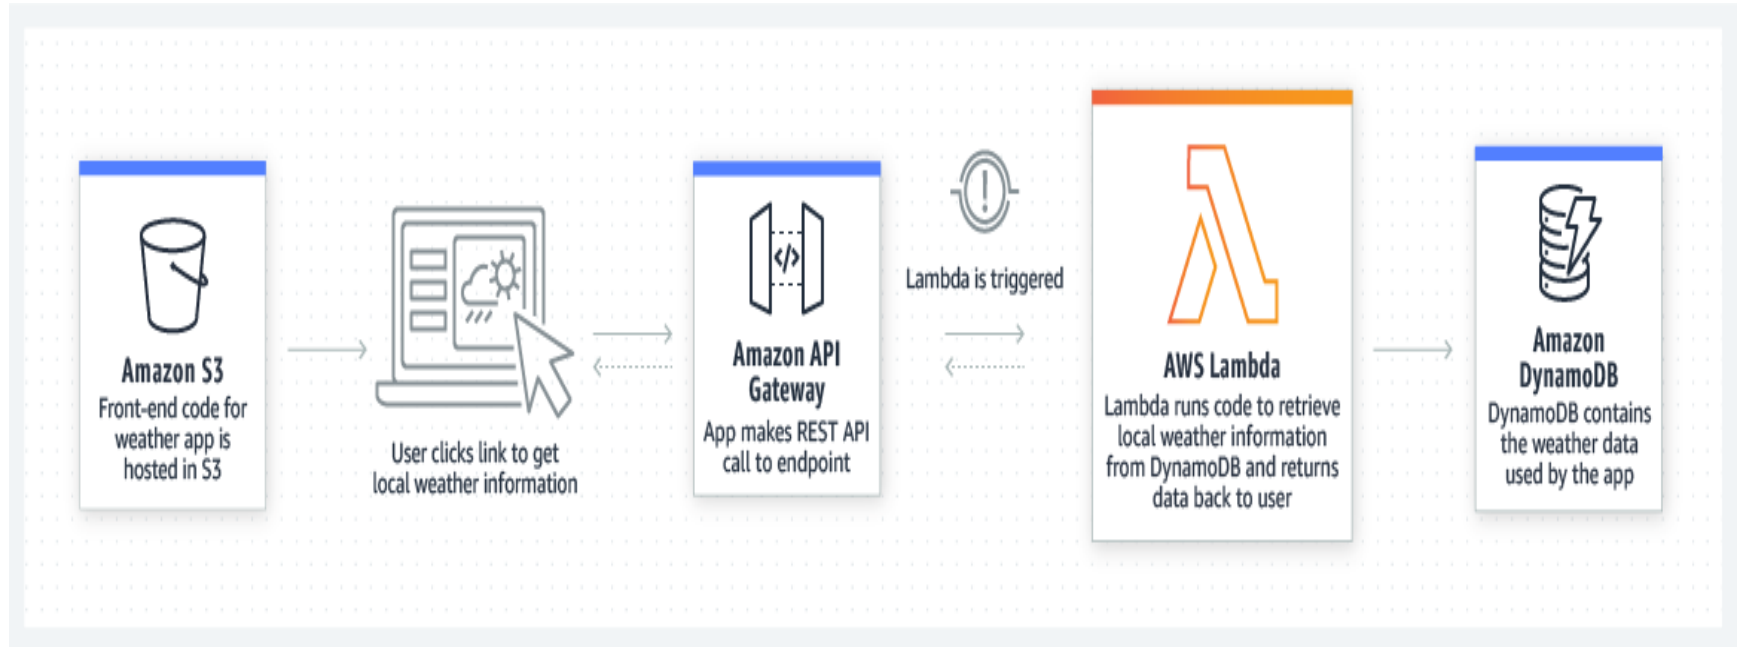 Amazon S3
Front-end code for
weather app is
hosted in S3
User clicks link to get
local weather information
</>
Amazon API
Gateway
App makes REST API
call to endpoint
!
Lambda is triggered
AWS Lambda
Lambda runs code to retrieve
local weather information
from DynamoDB and returns
data back to user
Amazon
DynamoDB
DynamoDB contains
the weather data
used by the app